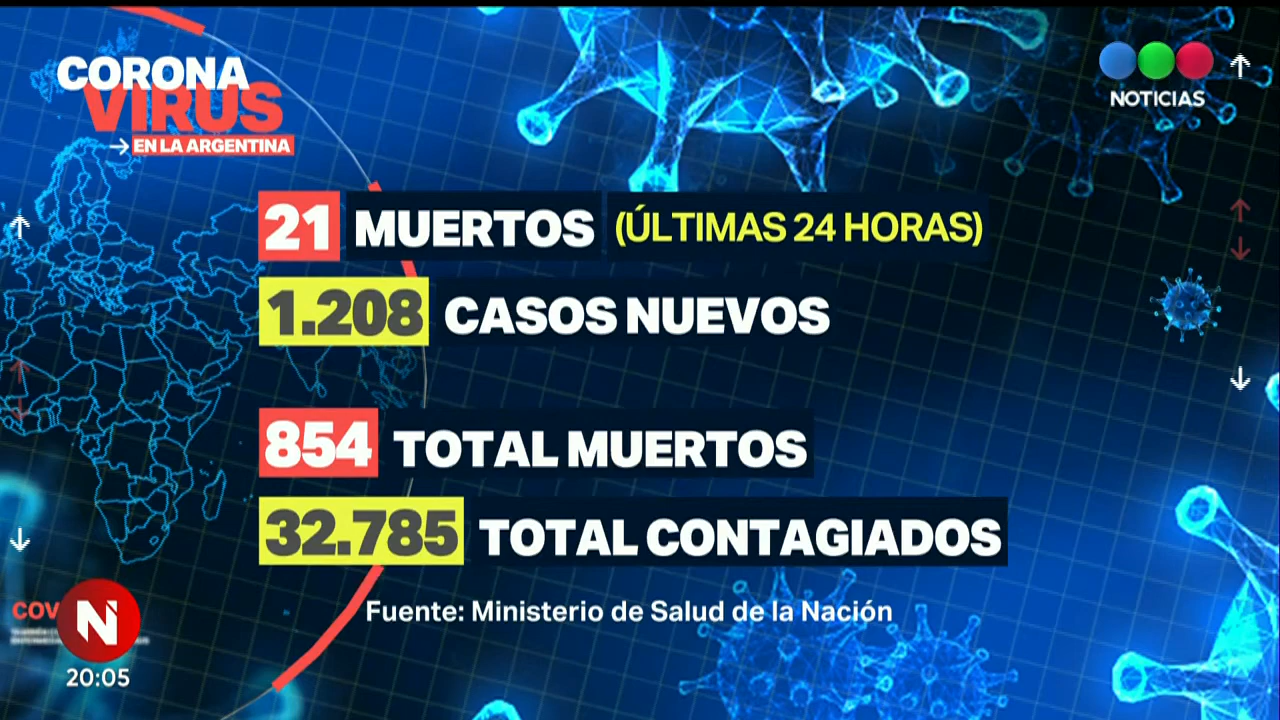 CORONA
VIRUS
EN LA ARGENTINA
NOTICIAS
21 MUERTOS (ÚLTIMAS 24 HORAS)
1.208 CASOS NUEVOS
854 TOTAL MUERTOS
32.785 TOTAL CONTAGIADOS
Fuente: Ministerio de Salud de la Nación
COV
N
20:05